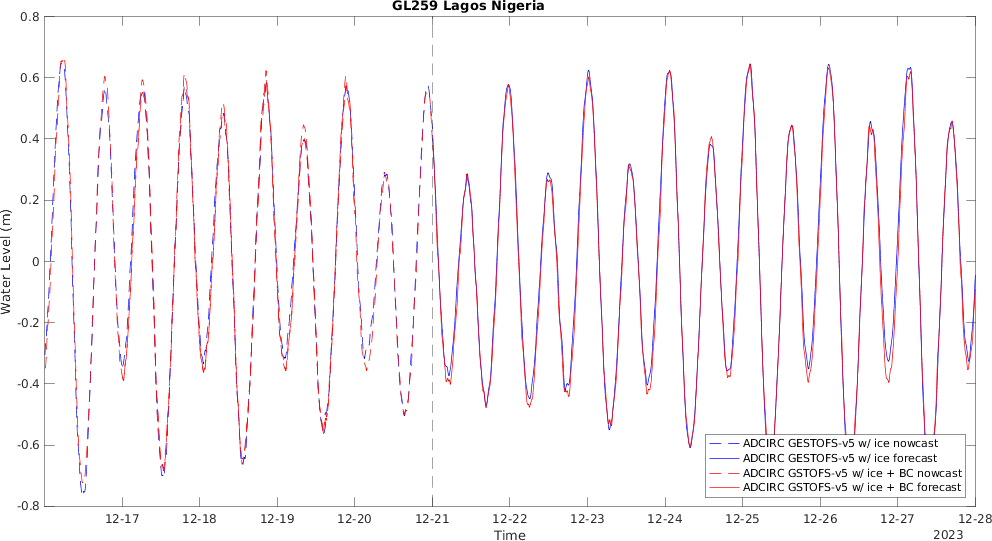 GL259 Lagos Nigeria
0.8
0.6
0.4
0.2
0
-0.2
-0.4
-0.6
-0.8
Water Level (m)
12-17 12-18 12-19 12-20 12-21 12-22 12-23 12-24 12-25 12-26 12-27 12-28
Time
2023
ADCIRC GESTOFS-v5 w/ ice nowcast
ADCIRC GESTOFS-v5 w/ ice forecast
ADCIRC GSTOFS-v5 w/ ice + BC nowcast
ADCIRC GSTOFS-v5 w/ ice + BC forecast